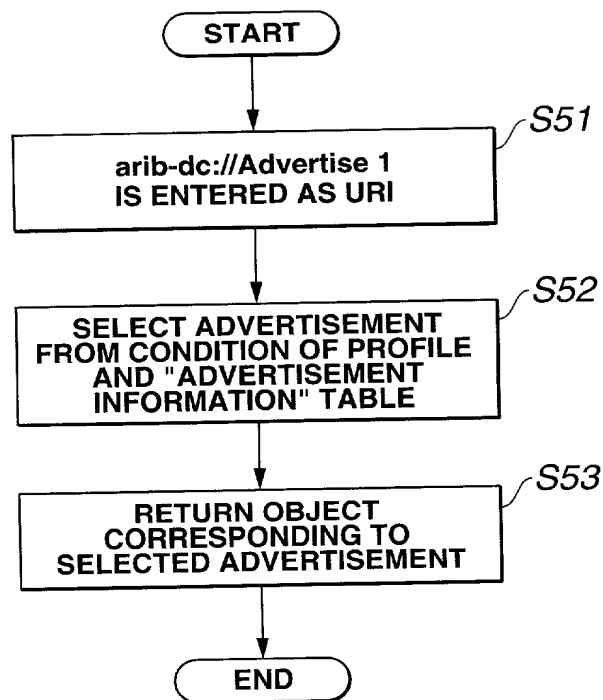 START
S51
arib-dc://Advertise 1
IS ENTERED AS URI
S52
SELECT ADVERTISEMENT
FROM CONDITION OF PROFILE
AND "ADVERTISEMENT
INFORMATION" TABLE
S53
RETURN OBJECT
CORRESPONDING TO
SELECTED ADVERTISEMENT
END